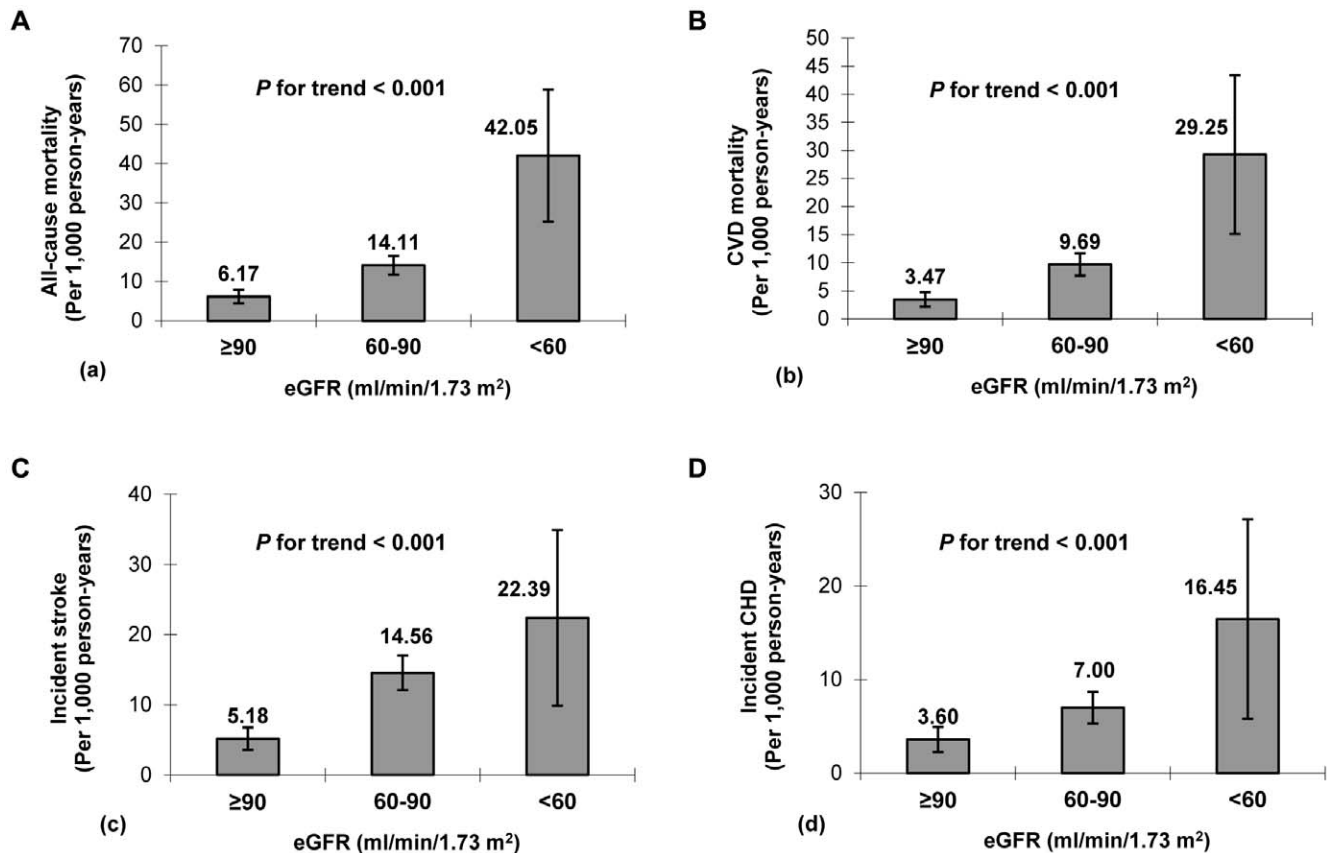 A
All-cause mortality
(Per 1,000 person-years)
70
60
50
40
30
20
10
0
P for trend < 0.001
6.17
14.11
42.05
≥90
60-90
<60
(a)
eGFR (ml/min/1.73 m²)
B
CVD mortality
(Per 1,000 person-years)
50
45
40
35
30
25
20
15
10
5
0
P for trend < 0.001
3.47
9.69
29.25
≥90
60-90
<60
(b)
eGFR (ml/min/1.73 m²)
C
Incident stroke
(Per 1,000 person-years)
40
30
20
10
0
P for trend < 0.001
5.18
14.56
22.39
≥90
60-90
<60
(c)
eGFR (ml/min/1.73 m²)
D
Incident CHD
(Per 1,000 person-years)
30
20
10
0
P for trend < 0.001
3.60
7.00
16.45
≥90
60-90
<60
(d)
eGFR (ml/min/1.73 m²)